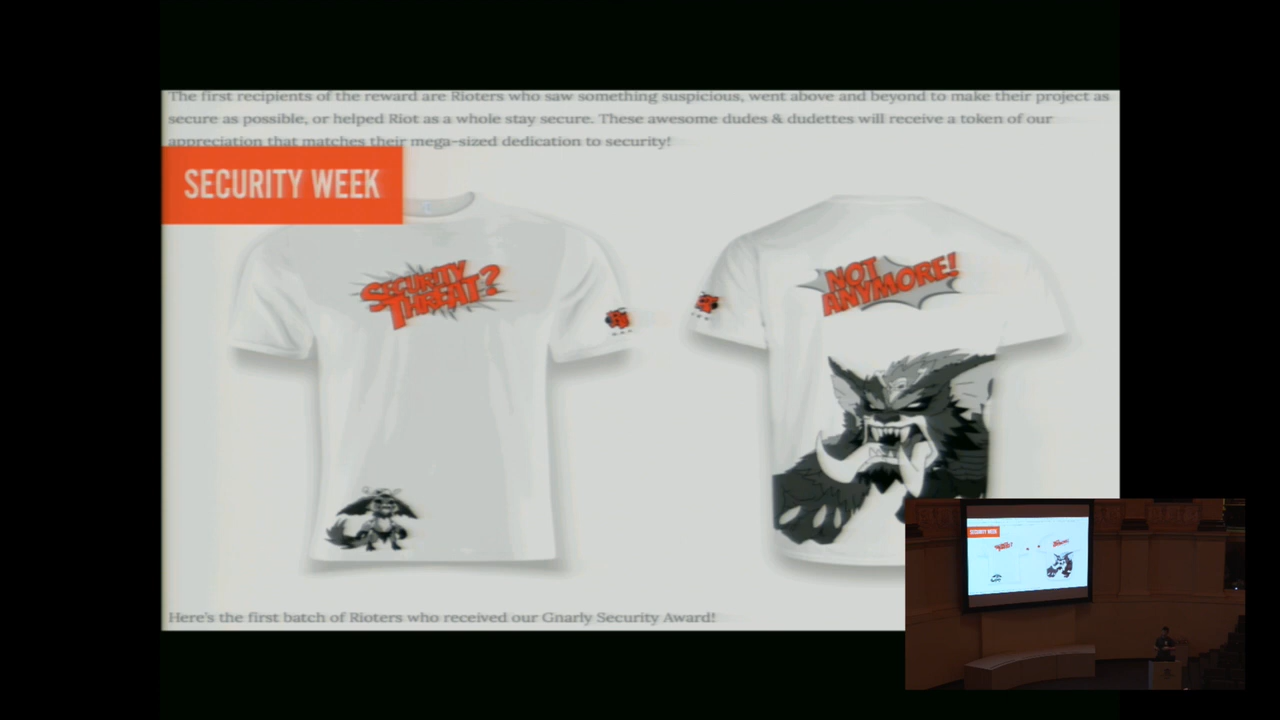 The first recipients of the reward are Rioters who saw something suspicious, went above and beyond to make their project as
secure as possible, or helped Riot as a whole stay secure. These awesome dudes & dudettes will receive a token of our
appreciation that matches their mega-sized dedication to security!
SECURITY WEEK
SECURITY
THREAT?
NOT
ANYMORE!
Here's the first batch of Rioters who received our Gnarly Security Award!
SECURITY WEEK